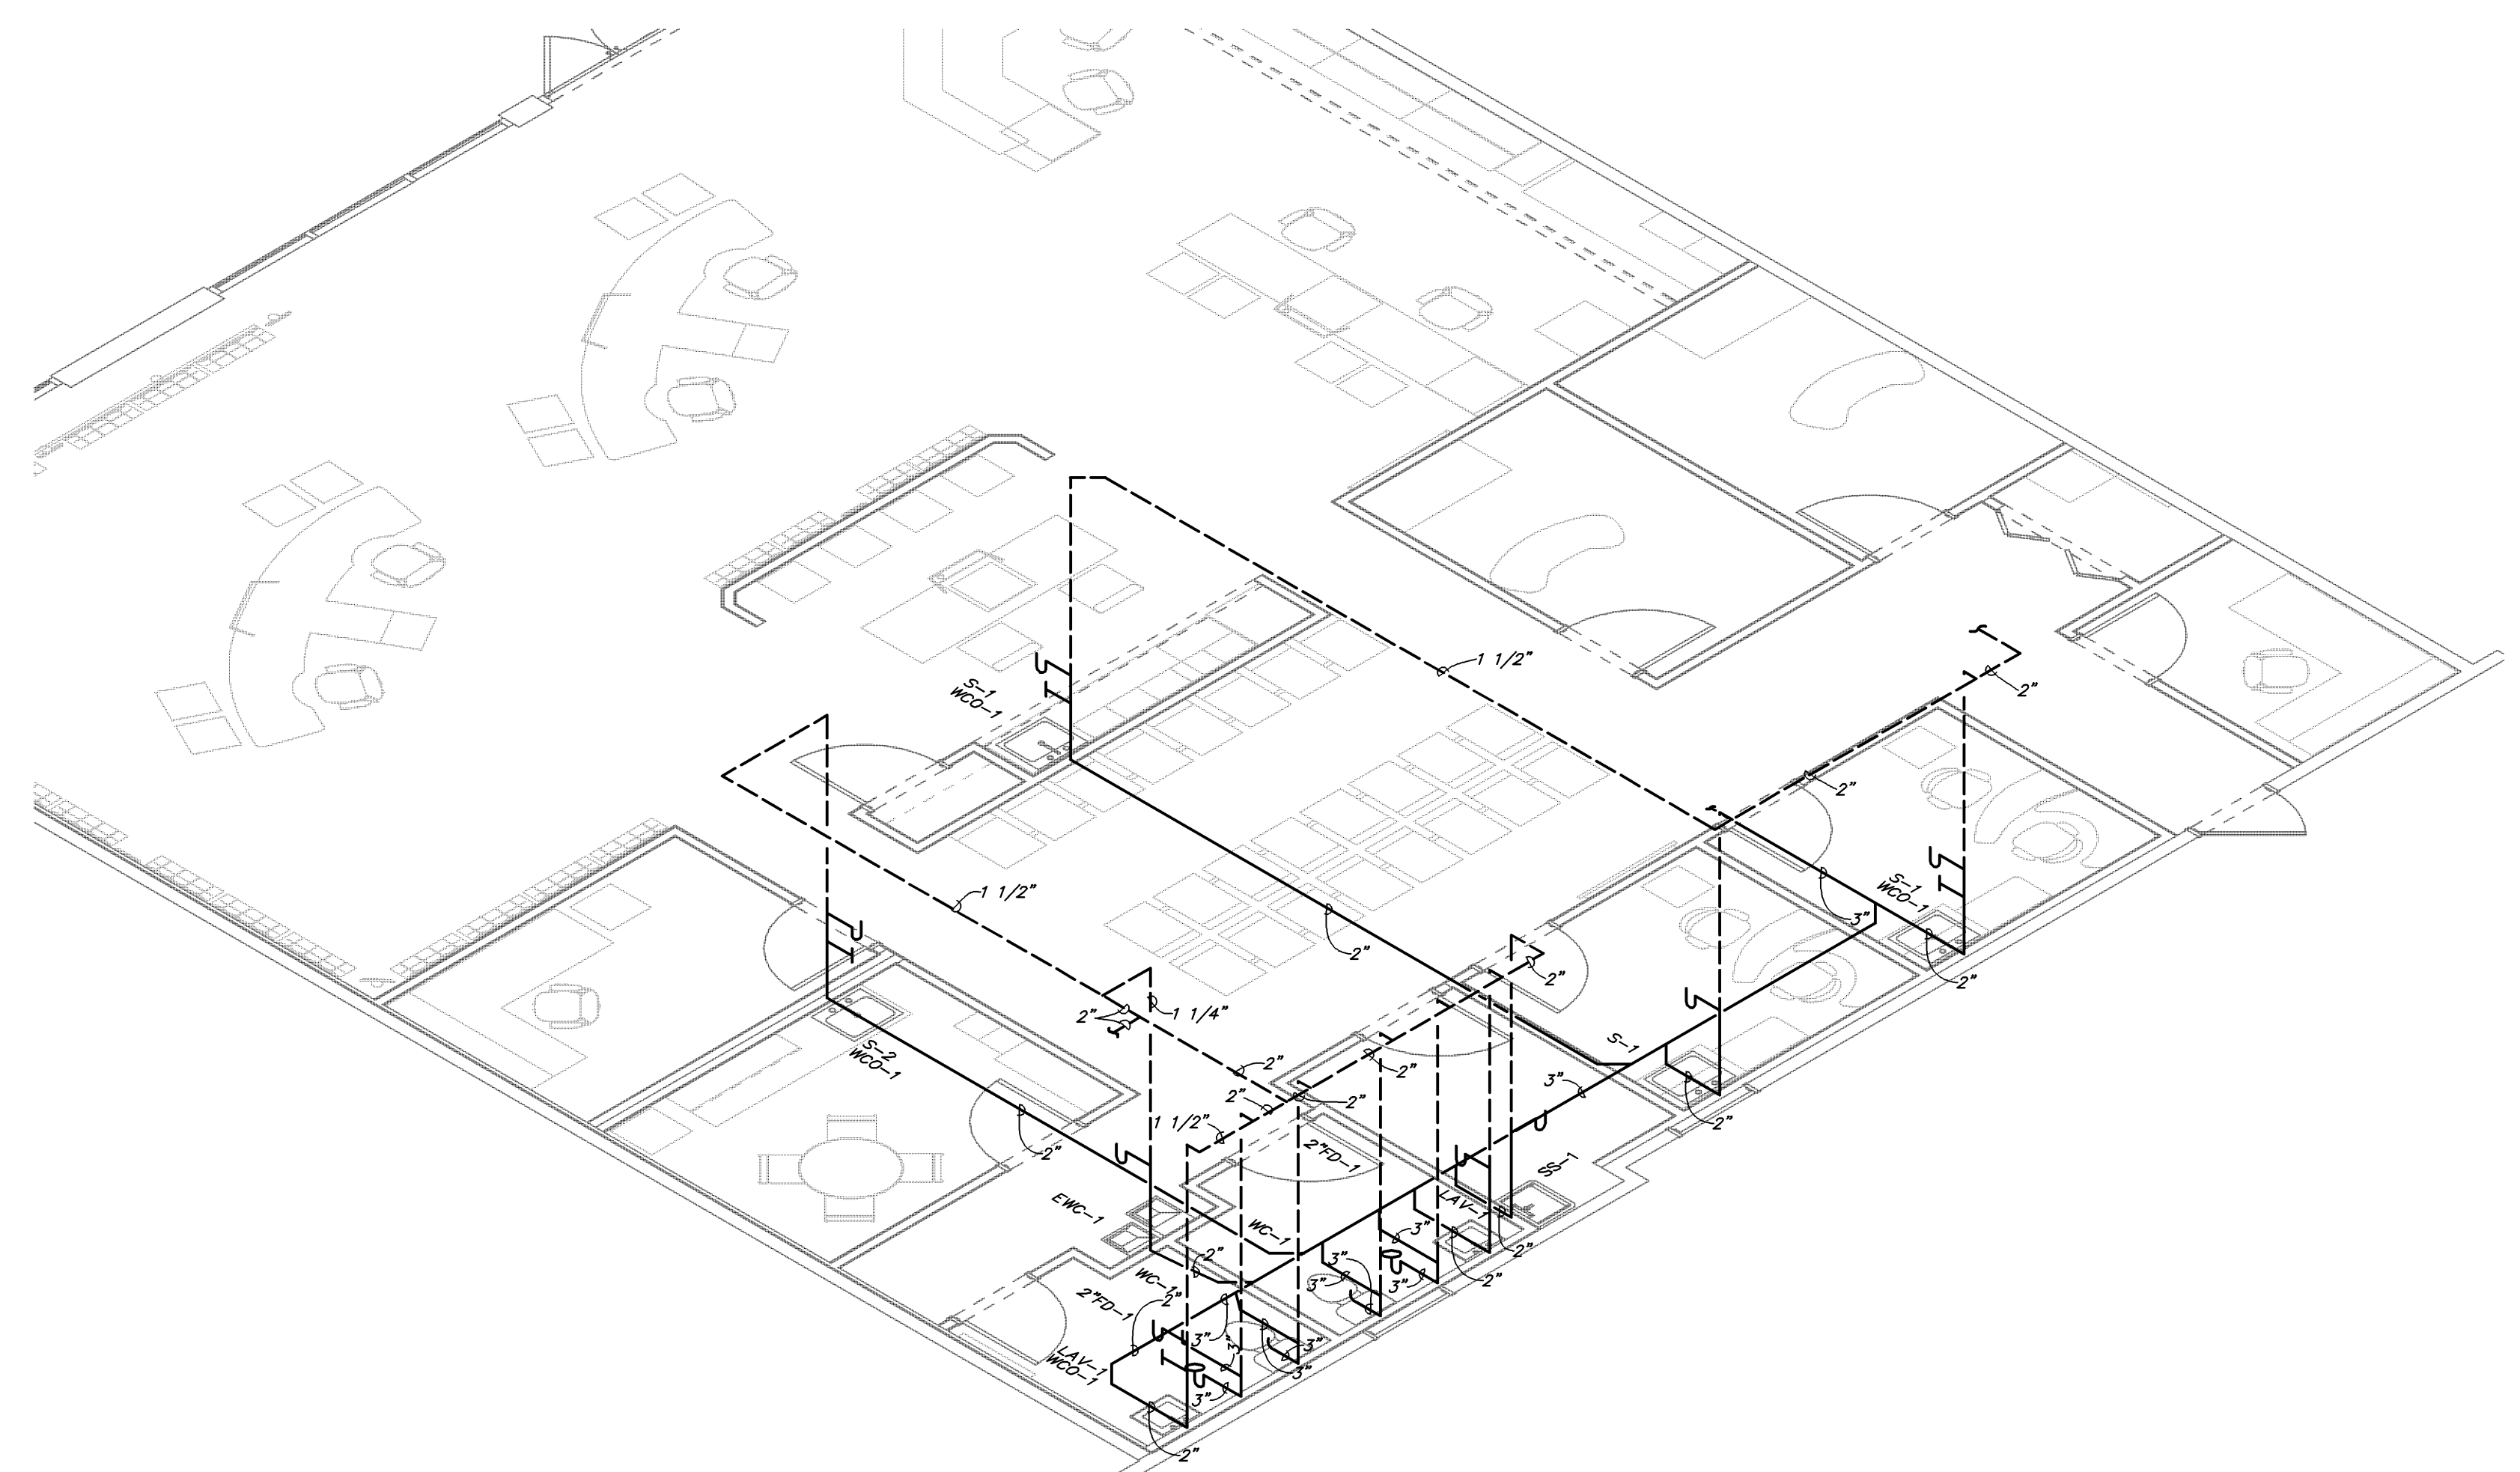 1 1/2"
2"
S-1
WCO-1
2"
1 1/2"
S-1
WCO-1
3"
2"
2"
2"
1 1/4"
2"
S-2
WCO-1
2"
2"
S-1
3"
2"
2"
1 1/2"
2"
2"
2"FD-1
SS-1
EWC-1
WC-1
LAV-1
3"
2"
2"
3"
3"
3"
2"
WC-1
2"FD-1
2"
3"
3"
3"
3"
LAV-1
WCO-1
3"
2"